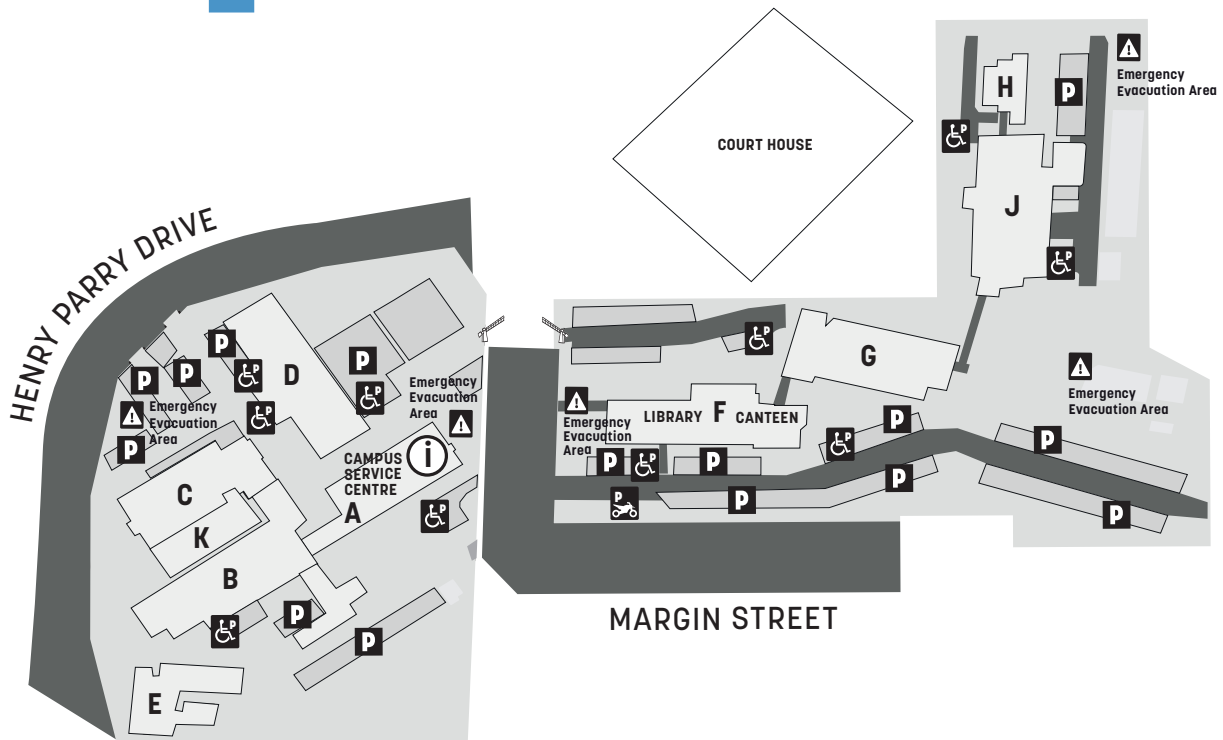 Emergency
Evacuation Area
H
P
P
COURT HOUSE
J
HENRY PARRY DRIVE
P
P
P
D
P
P
P
P
P
G
Emergency
Evacuation
Area
Emergency
Evacuation
Area
Emergency
Evacuation Area
P
Emergency
Evacuation
Area
LIBRARY
F
CANTEEN
P
P
P
P
P
CAMPUS
SERVICE
CENTRE
i
A
C
P
P
P
P
P
P
P
P
K
B
P
P
P
MARGIN STREET
E